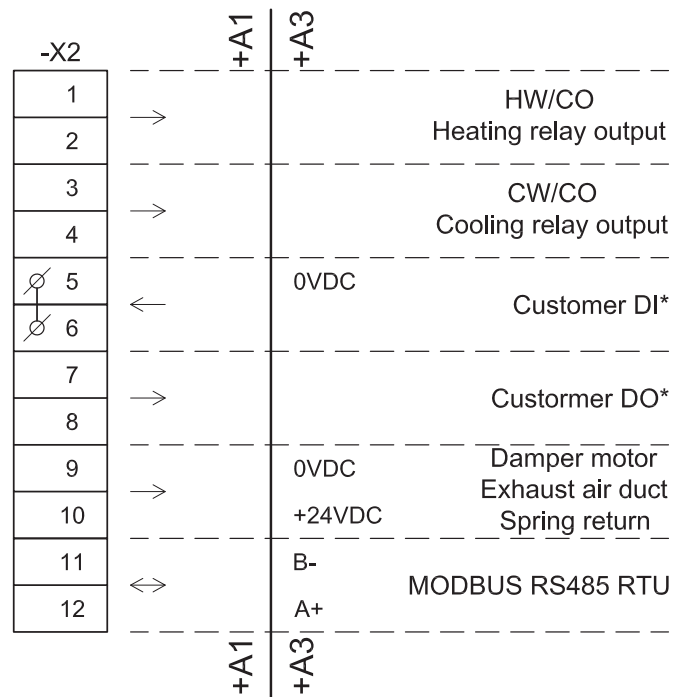 +A1 +A3
-X2
1 HW/CO
2 Heating relay output
3 CW/CO
4 Cooling relay output
5 0VDC
Customer DI*
6
7
Custormer DO*
8
9 0VDC Damper motor
Exhaust air duct
10 +24VDC Spring return
11 B-
MODBUS RS485 RTU
12 A+
+A1 +A3